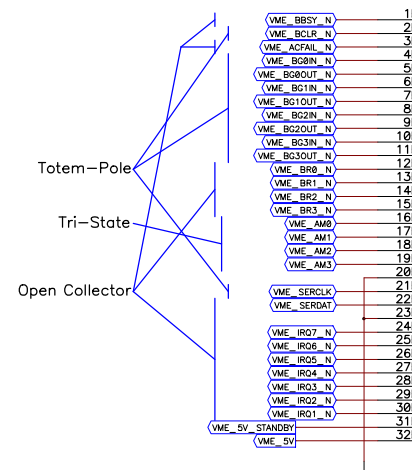 VME_BBSY_N 1
VME_BCLR_N 2
VME_ACFAIL_N 3
VME_BG0IN_N 4
VME_BG0OUT_N 5
VME_BG1IN_N 6
VME_BG1OUT_N 7
VME_BG2IN_N 8
VME_BG2OUT_N 9
VME_BG3IN_N 10
VME_BG3OUT_N 11
Totem-Pole VME_BR0_N 12
VME_BR1_N 13
VME_BR2_N 14
VME_BR3_N 15
Tri-State VME_AM0 16
VME_AM1 17
VME_AM2 18
VME_AM3 19
20
Open Collector VME_SERCLK 21
VME_SERDAT 22
23
VME_IRQ7_N 24
VME_IRQ6_N 25
VME_IRQ5_N 26
VME_IRQ4_N 27
VME_IRQ3_N 28
VME_IRQ2_N 29
VME_IRQ1_N 30
VME_5V_STANDBY 31
VME_5V 32